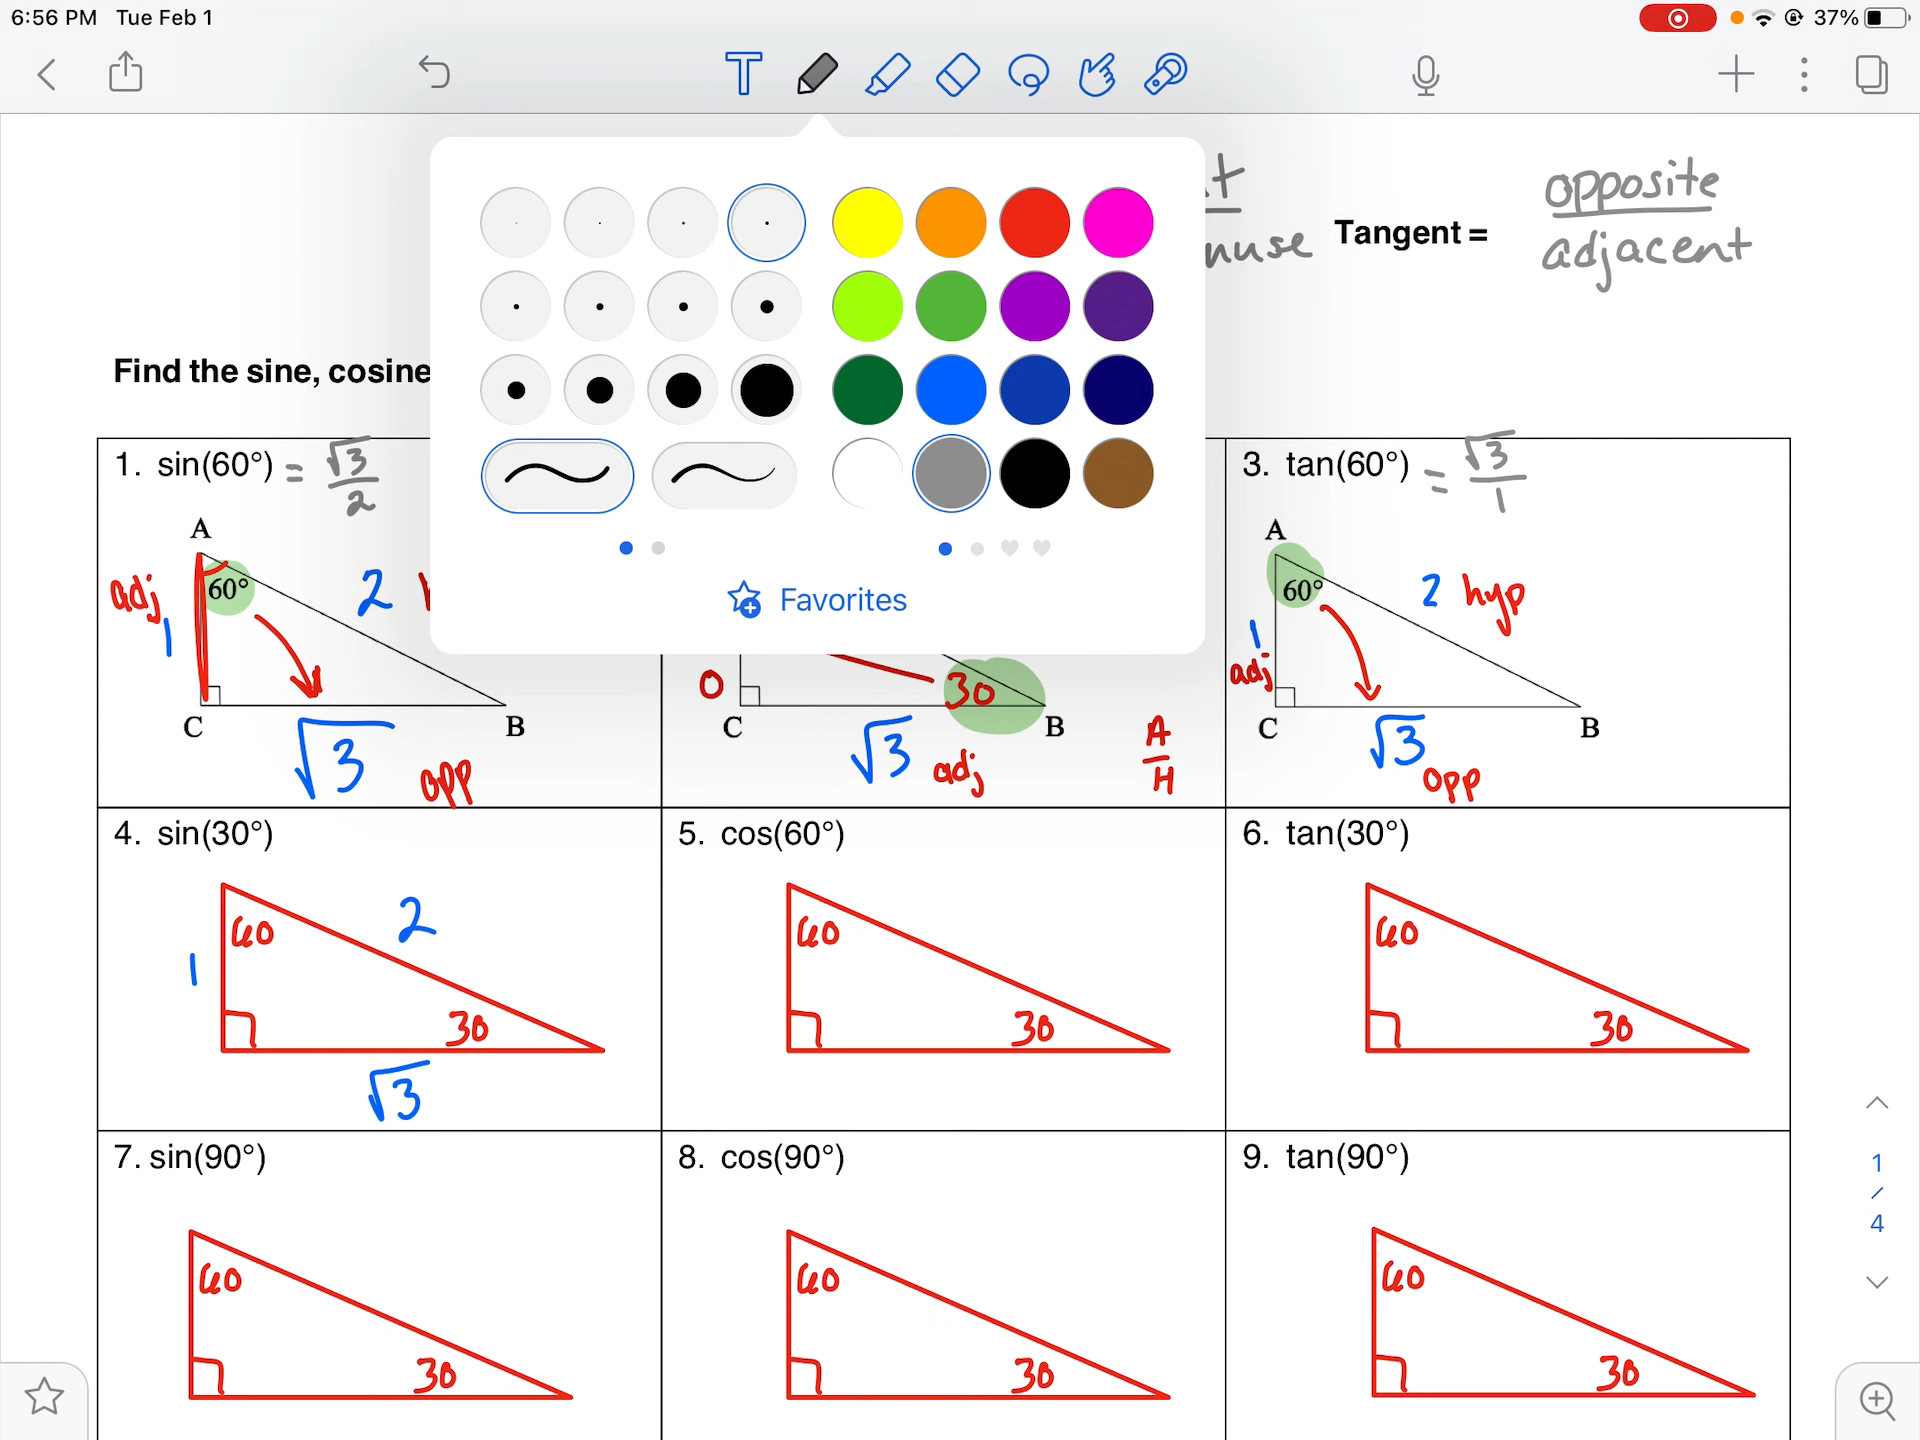 6:56 PM Tue Feb 1
37%
T
opposite
nuse Tangent =
adjacent
Find the sine, cosine
Favorites
1. sin(60°) = √3/2
A
60°
adj
1
2
C
B
√3
opp
O
30
C
B
√3 adj
A/H
3. tan(60°) = √3/1
A
60°
2 hyp
1
adj
C
B
√3
opp
4. sin(30°)
60
2
1
30
√3
5. cos(60°)
60
30
6. tan(30°)
60
30
7. sin(90°)
60
30
8. cos(90°)
60
30
9. tan(90°)
60
30
1
/
4